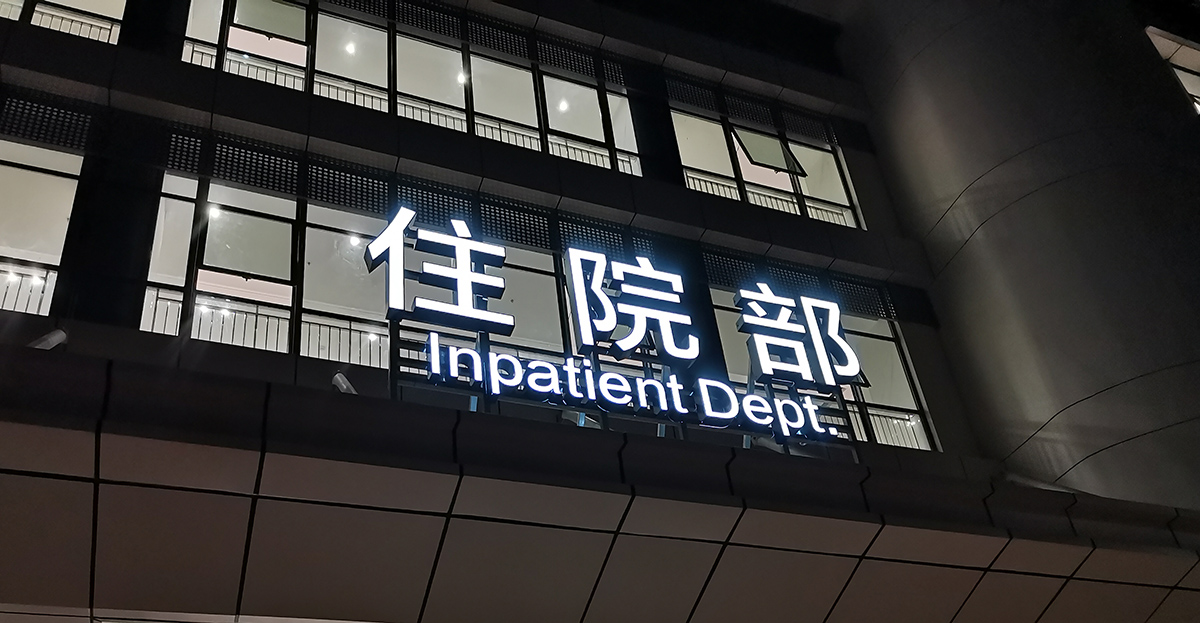 住院部
Inpatient Dept.